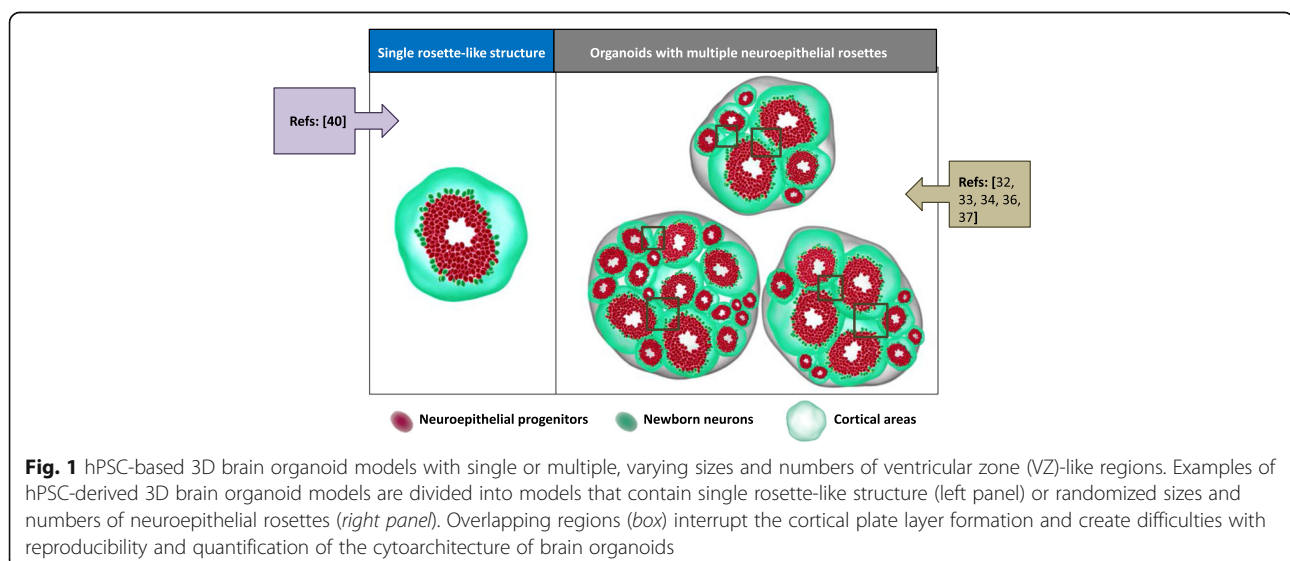 Single rosette-like structure
Organoids with multiple neuroepithelial rosettes
Refs: [40]
Refs: [32,
33, 34, 36,
37]
Neuroepithelial progenitors
Newborn neurons
Cortical areas
Fig. 1 hPSC-based 3D brain organoid models with single or multiple, varying sizes and numbers of ventricular zone (VZ)-like regions. Examples of
hPSC-derived 3D brain organoid models are divided into models that contain single rosette-like structure (left panel) or randomized sizes and
numbers of neuroepithelial rosettes (right panel). Overlapping regions (box) interrupt the cortical plate layer formation and create difficulties with
reproducibility and quantification of the cytoarchitecture of brain organoids